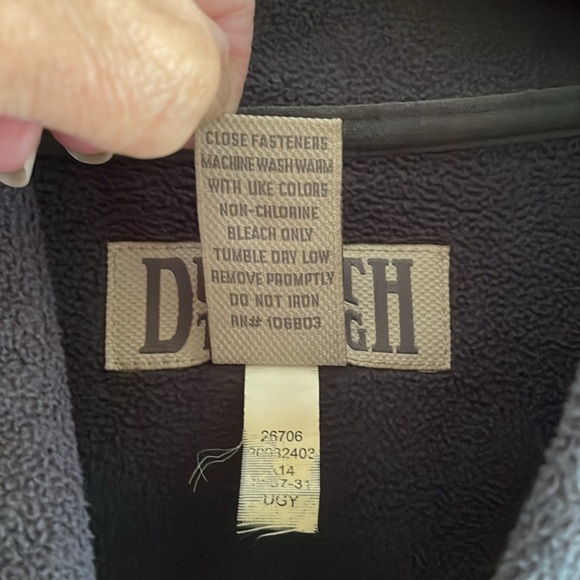 CLOSE FASTENERS
MACHINE WASH WARM
WITH LIKE COLORS
NON-CHLORINE
BLEACH ONLY
TUMBLE DRY LOW
REMOVE PROMPTLY
DO NOT IRON
RN# 106803
26706
14
UGY